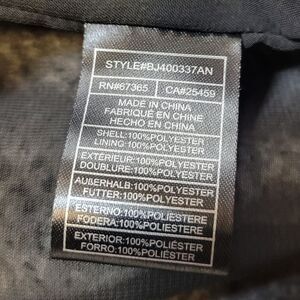 STYLE#BJ400337AN
RN#67365 CA#25459
MADE IN CHINA
FABRIQUÉ EN CHINE
HECHO EN CHINA
SHELL:100%POLYESTER
LINING:100%POLYESTER
EXTÉRIEUR:100%POLYESTER
DOUBLURE:100%POLYESTER
AUßERHALB:100%POLYESTER
FUTTER:100%POLYESTER
ESTERNO:100%POLIESTERE
FODERA:100%POLIESTERE
EXTERIOR:100%POLIÉSTER
FORRO:100%POLIÉSTER